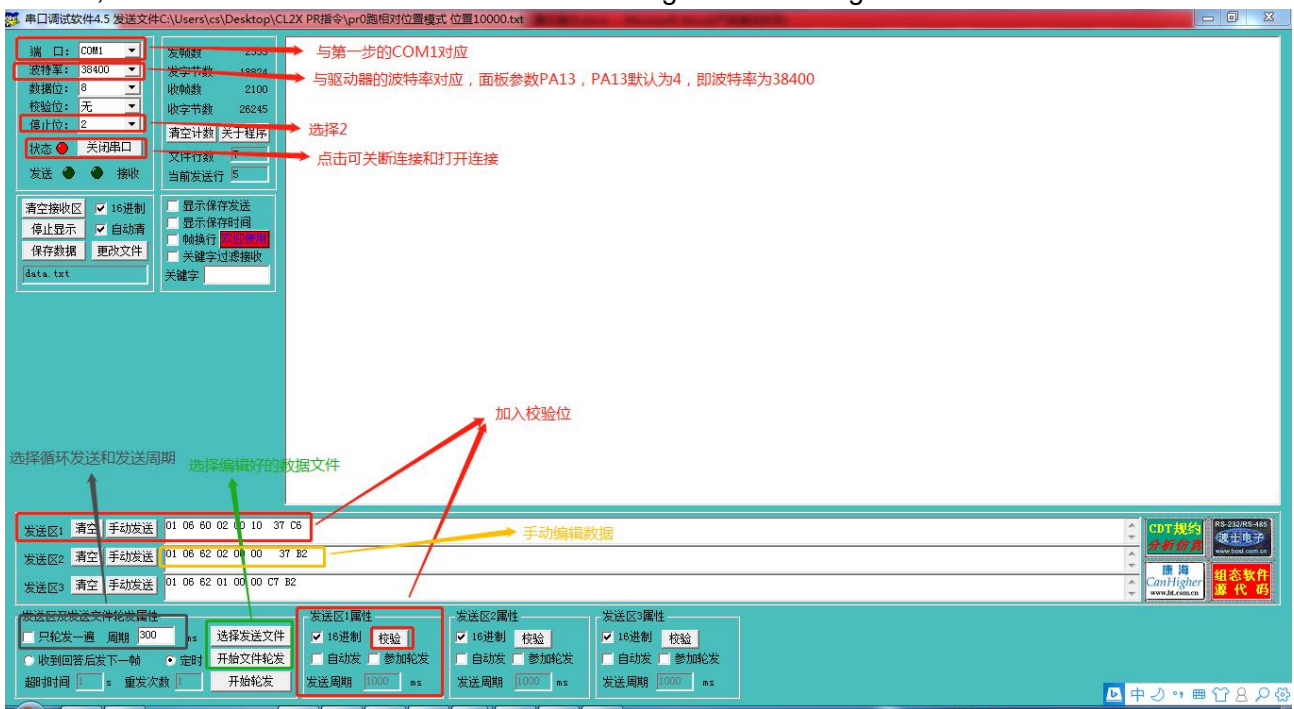 串口调试软件4.5 发送文件C:\Users\cs\Desktop\CL2X PR指令\pr0跑相对位置模式 位置10000.txt
端 口: COM1
波特率: 38400
数据位: 8
校验位: 无
停止位: 2
状态 关闭串口
发送 接收
发帧数 2353
发字节数 18824
收帧数 2100
收字节数 26245
清空计数 关于程序
文件行数 7
当前发送行 5
与第一步的COM1对应
与驱动器的波特率对应，面板参数PA13，PA13默认为4，即波特率为38400
选择2
点击可关断连接和打开连接
清空接收区 16进制
停止显示 自动清
保存数据 更改文件
data.txt
显示保存发送
显示保存时间
帧换行 欢迎使用
关键字过滤接收
关键字
加入校验位
选择循环发送和发送周期
选择编辑好的数据文件
发送区1 清空 手动发送 01 06 60 02 00 10 37 C6
手动编辑数据
发送区2 清空 手动发送 01 06 62 02 00 00 37 B2
发送区3 清空 手动发送 01 06 62 01 00 00 C7 B2
CDT规约
分析仿真
RS-232/RS-485
波士电子
www.bosi.com.cn
康海
CanHigher
www.ht.com.cn
组态软件
源代码
发送区及发送文件轮发属性
只轮发一遍 周期 300 ms 选择发送文件
收到回答后发下一帧 定时 开始文件轮发
超时时间 1 s 重发次数 1 开始轮发
发送区1属性
16进制 校验
自动发 参加轮发
发送周期 1000 ms
发送区2属性
16进制 校验
自动发 参加轮发
发送周期 1000 ms
发送区3属性
16进制 校验
自动发 参加轮发
发送周期 1000 ms
中